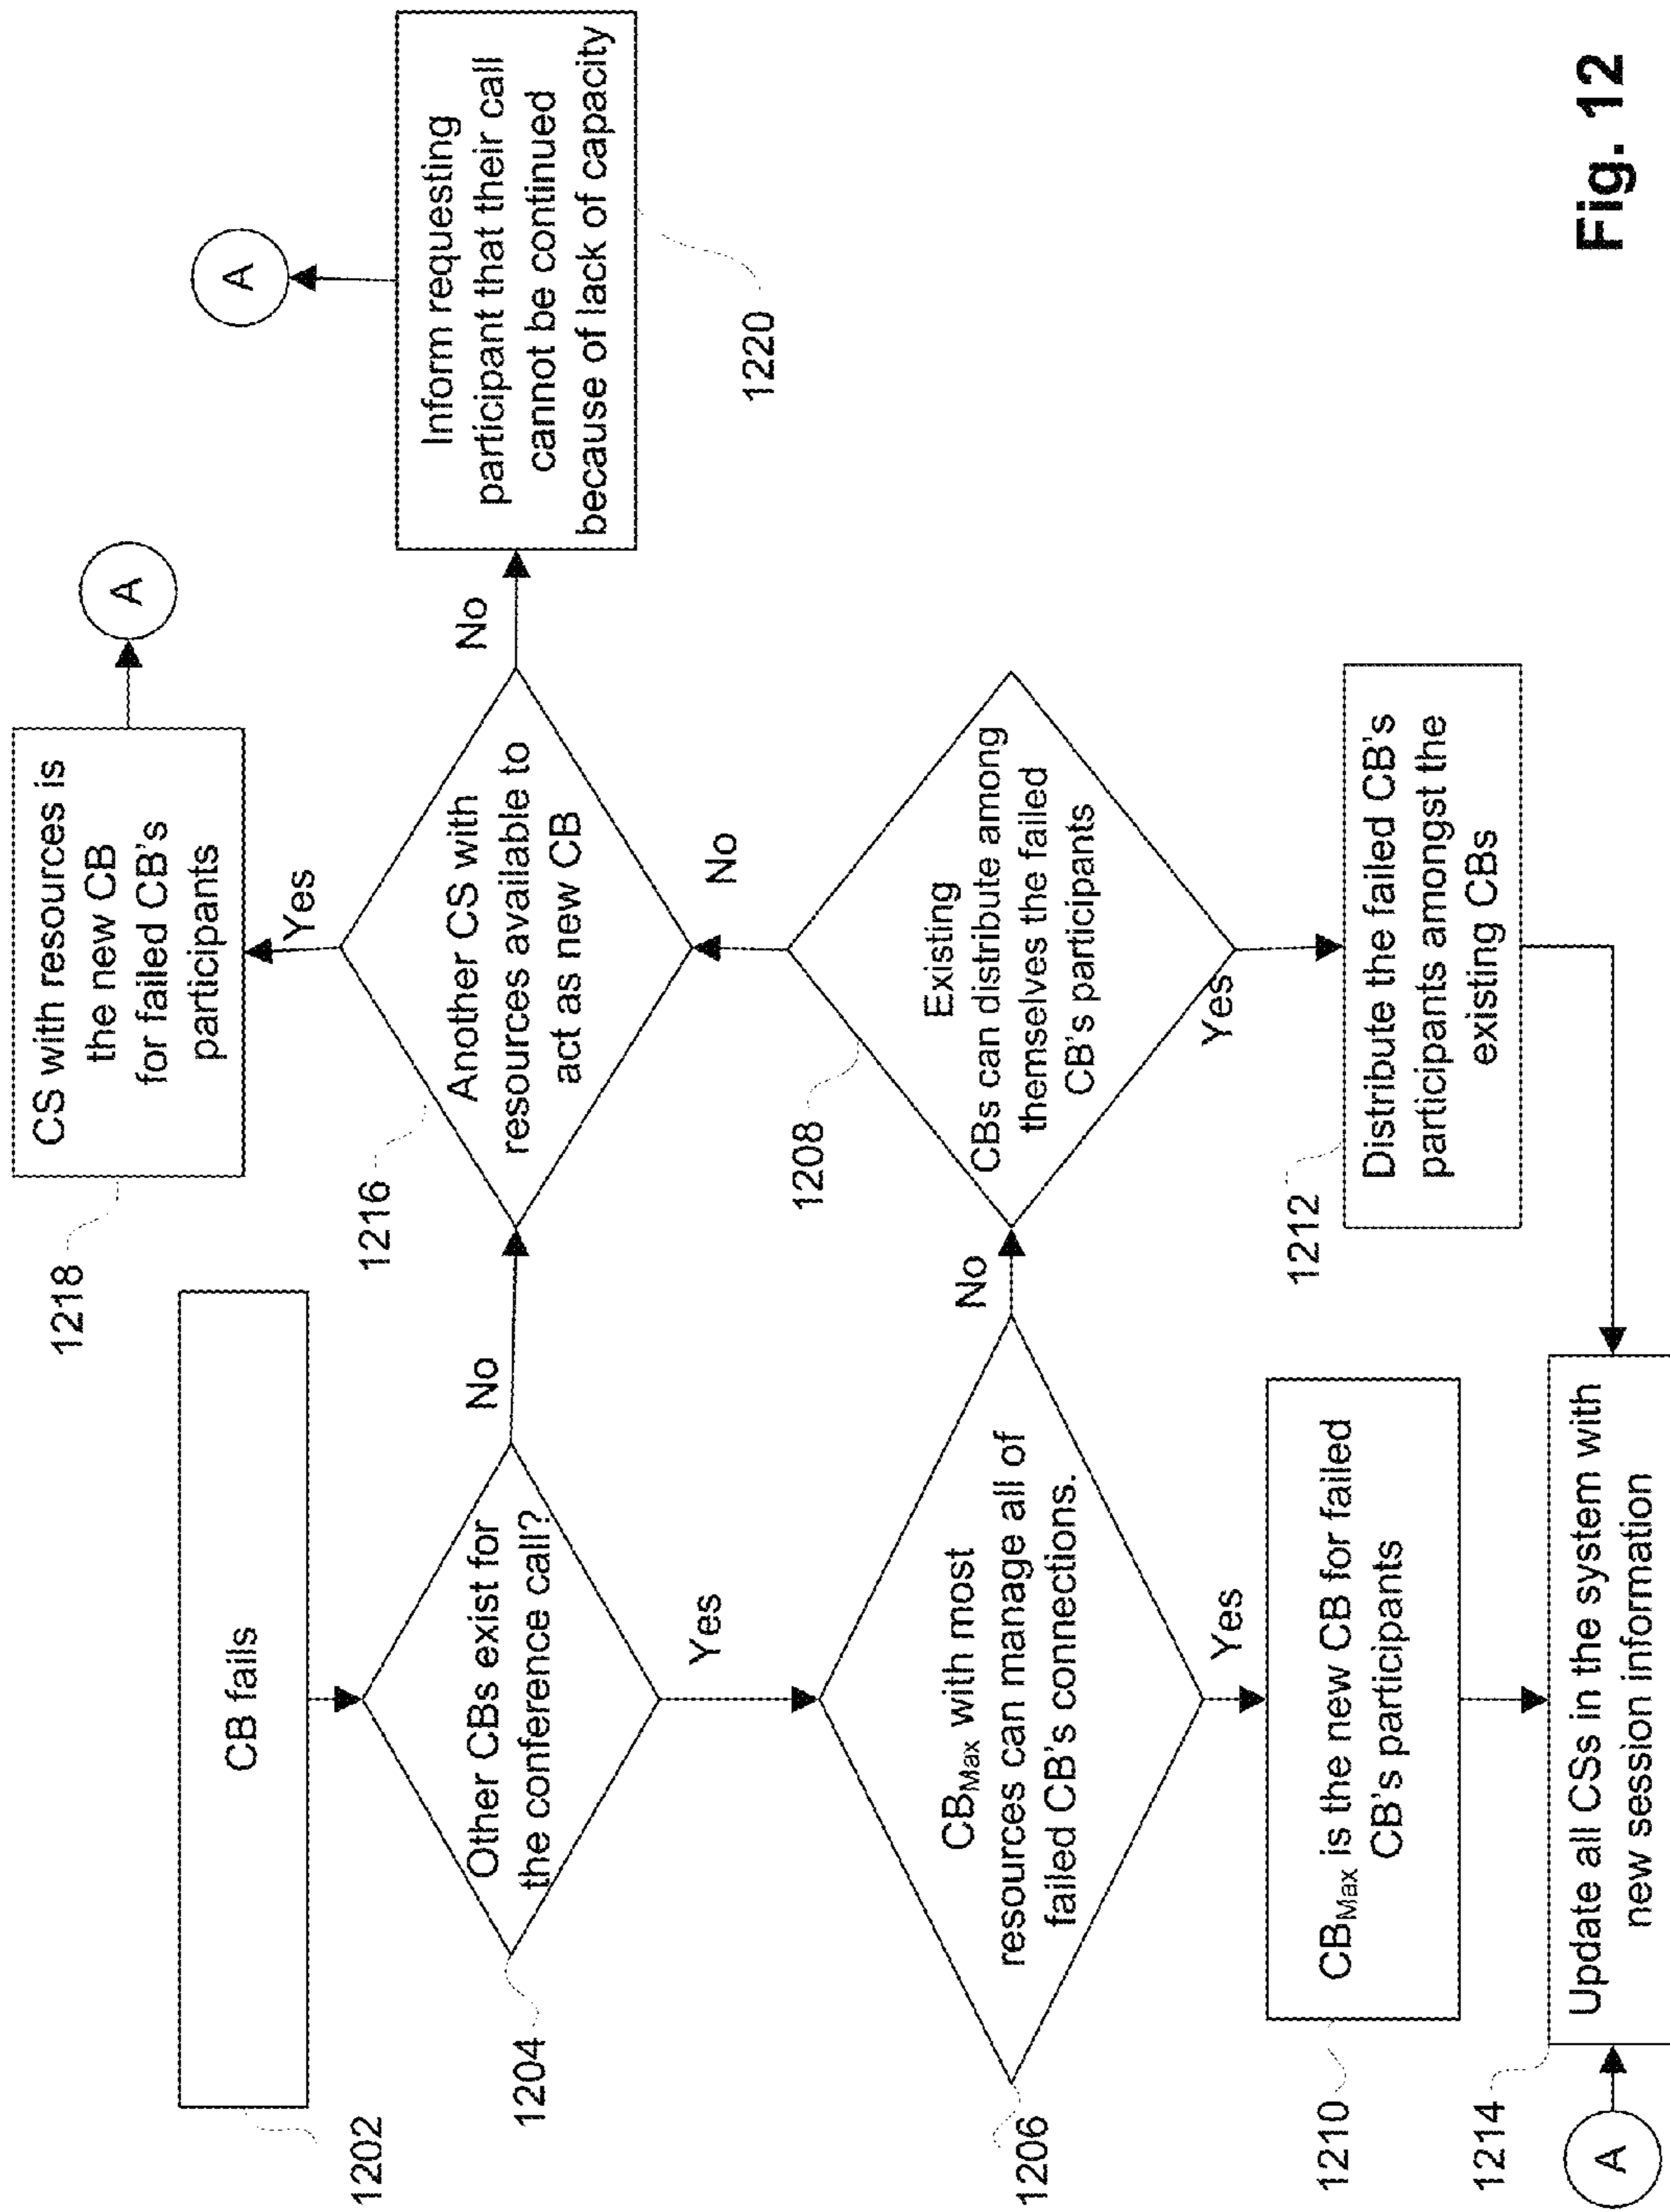 1202
CB fails
1204
Other CBs exist for
the conference call?
No
Yes
1206
CB_Max with most
resources can manage all of
failed CB's connections.
No
Yes
1210
CB_Max is the new CB for failed
CB's participants
1214
Update all CSs in the system with
new session information
A
1218
CS with resources is
the new CB
for failed CB's
participants
A
Yes
1216
Another CS with
resources available to
act as new CB
No
No
1208
Existing
CBs can distribute among
themselves the failed
CB's participants
Yes
1212
Distribute the failed CB's
participants amongst the
existing CBs
A
Inform requesting
participant that their call
cannot be continued
because of lack of capacity
1220
Fig. 12